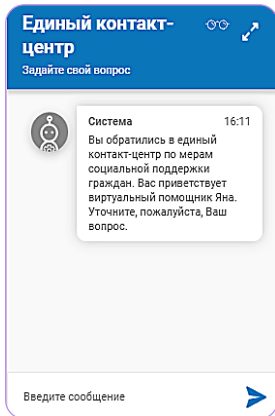 Единый контакт-
центр
Задайте свой вопрос
Система 16:11
Вы обратились в единый
контакт-центр по мерам
социальной поддержки
граждан. Вас приветствует
виртуальный помощник Яна.
Уточните, пожалуйста, Ваш
вопрос.
Введите сообщение